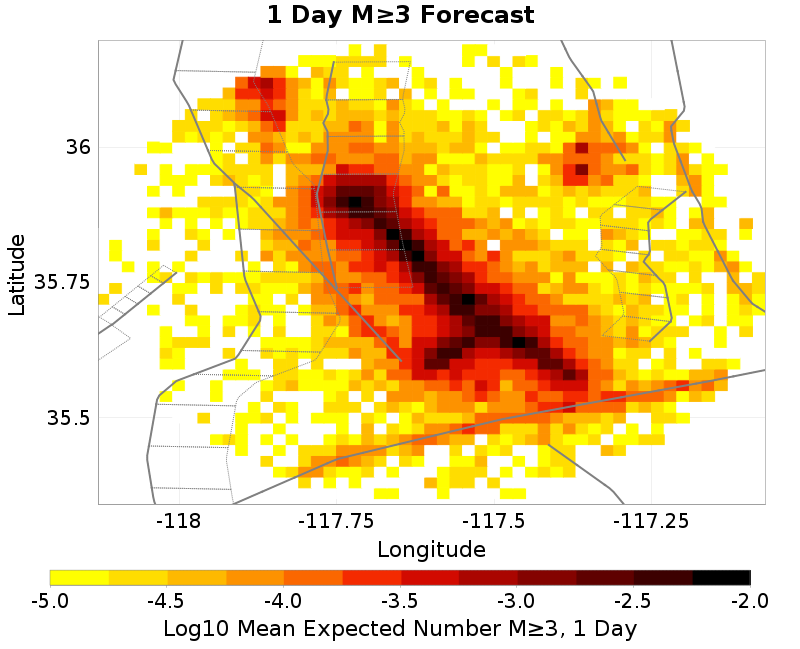 1 Day M≥3 Forecast
Latitude
36
35.75
35.5
-118 -117.75 -117.5 -117.25
Longitude
-5.0 -4.5 -4.0 -3.5 -3.0 -2.5 -2.0
Log10 Mean Expected Number M≥3, 1 Day